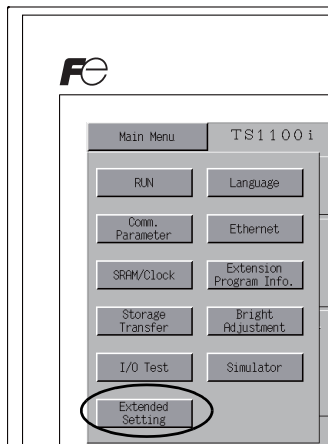 Fe
Main Menu
TS1100i
RUN
Language
Comm.
Parameter
Ethernet
SRAM/Clock
Extension
Program Info.
Storage
Transfer
Bright
Adjustment
I/O Test
Simulator
Extended
Setting